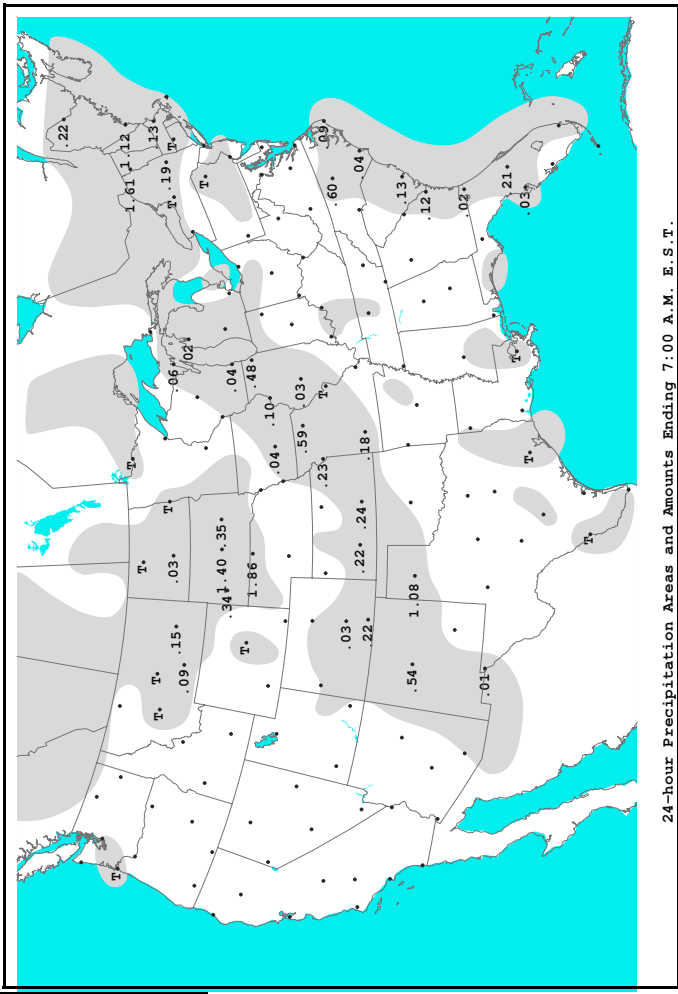 .22
T
1.12
1.61
T
T
.13
T
T
.19
T
T
T
.06
.03
.15
.09
.02
T
.35
1.40
.34
.04
T
.48
1.86
.10
.04
.03
.59
T
.09
.23
.60
.03
.04
.22
.24
.18
.22
.13
.54
1.08
.12
.02
.01
.21
T
.03
T
T
24-hour Precipitation Areas and Amounts Ending 7:00 A.M. E.S.T.